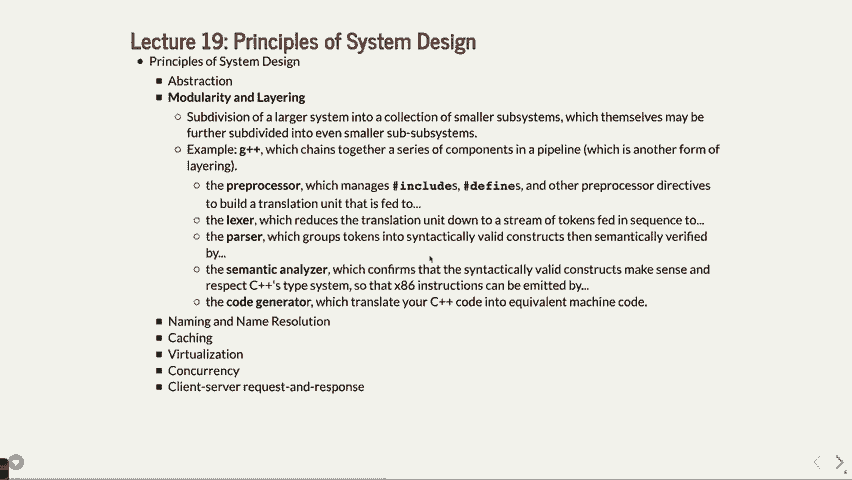 Lecture 19: Principles of System Design
Principles of System Design
Abstraction
Modularity and Layering
Subdivision of a larger system into a collection of smaller subsystems, which themselves may be
further subdivided into even smaller sub-subsystems.
Example: g++, which chains together a series of components in a pipeline (which is another form of
layering).
the preprocessor, which manages #includes, #defines, and other preprocessor directives
to build a translation unit that is fed to...
the lexer, which reduces the translation unit down to a stream of tokens fed in sequence to...
the parser, which groups tokens into syntactically valid constructs then semantically verified
by...
the semantic analyzer, which confirms that the syntactically valid constructs make sense and
respect C++'s type system, so that x86 instructions can be emitted by...
the code generator, which translate your C++ code into equivalent machine code.
Naming and Name Resolution
Caching
Virtualization
Concurrency
Client-server request-and-response